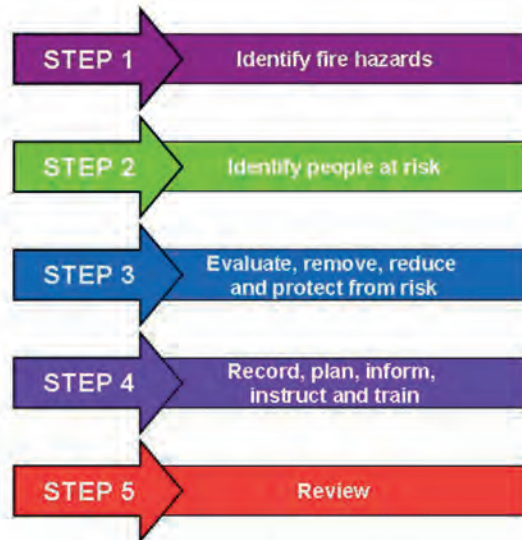 STEP 1
Identify fire hazards
STEP 2
Identify people at risk
STEP 3
Evaluate, remove, reduce
and protect from risk
STEP 4
Record, plan, inform,
instruct and train
STEP 5
Review